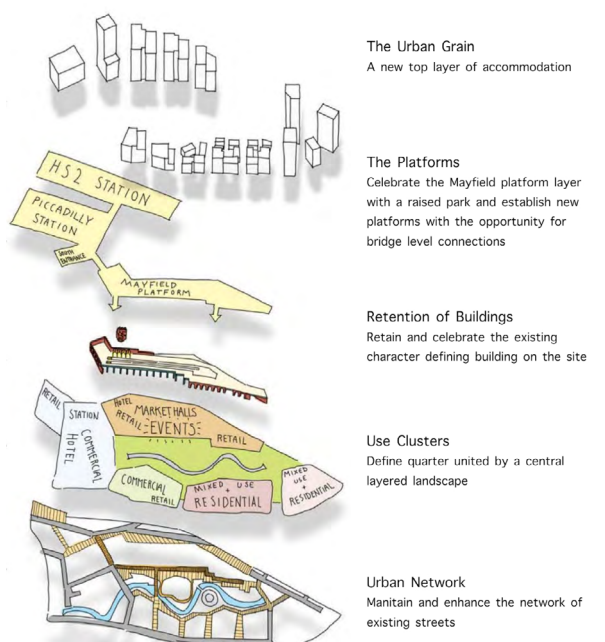 The Urban Grain
A new top layer of accommodation
The Platforms
Celebrate the Mayfield platform layer
with a raised park and establish new
platforms with the opportunity for
bridge level connections
HS2 STATION
PICCADILLY
STATION
SOUTH
ENTRANCE
MAYFIELD
PLATFORM
Retention of Buildings
Retain and celebrate the existing
character defining building on the site
Use Clusters
Define quarter united by a central
layered landscape
RETAIL
STATION
COMMERCIAL
HOTEL
HOTEL
MARKET HALLS
RETAIL
EVENTS
RETAIL
COMMERCIAL
RETAIL
MIXED USE
+
RESIDENTIAL
MIXED
USE
+
RESIDENTIAL
Urban Network
Manitain and enhance the network of
existing streets